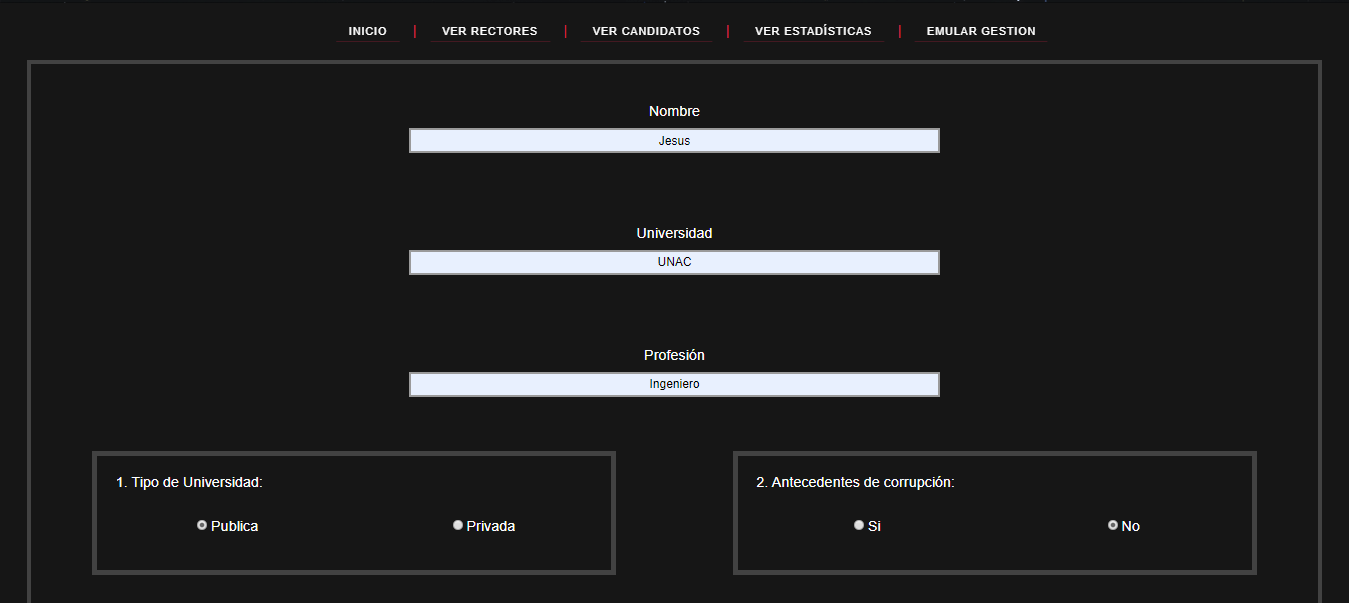 INICIO | VER RECTORES | VER CANDIDATOS | VER ESTADÍSTICAS | EMULAR GESTION
Nombre
Jesus
Universidad
UNAC
Profesión
Ingeniero
1. Tipo de Universidad:
Publica Privada
2. Antecedentes de corrupción:
Si No